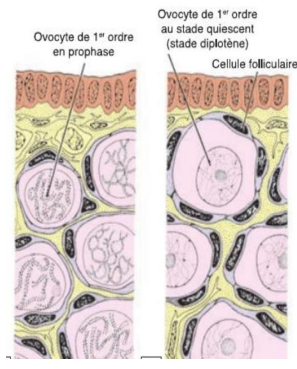 Ovocyte de 1er ordre
en prophase
Ovocyte de 1er ordre
au stade quiescent
(stade diplotène)
Cellule folliculaire